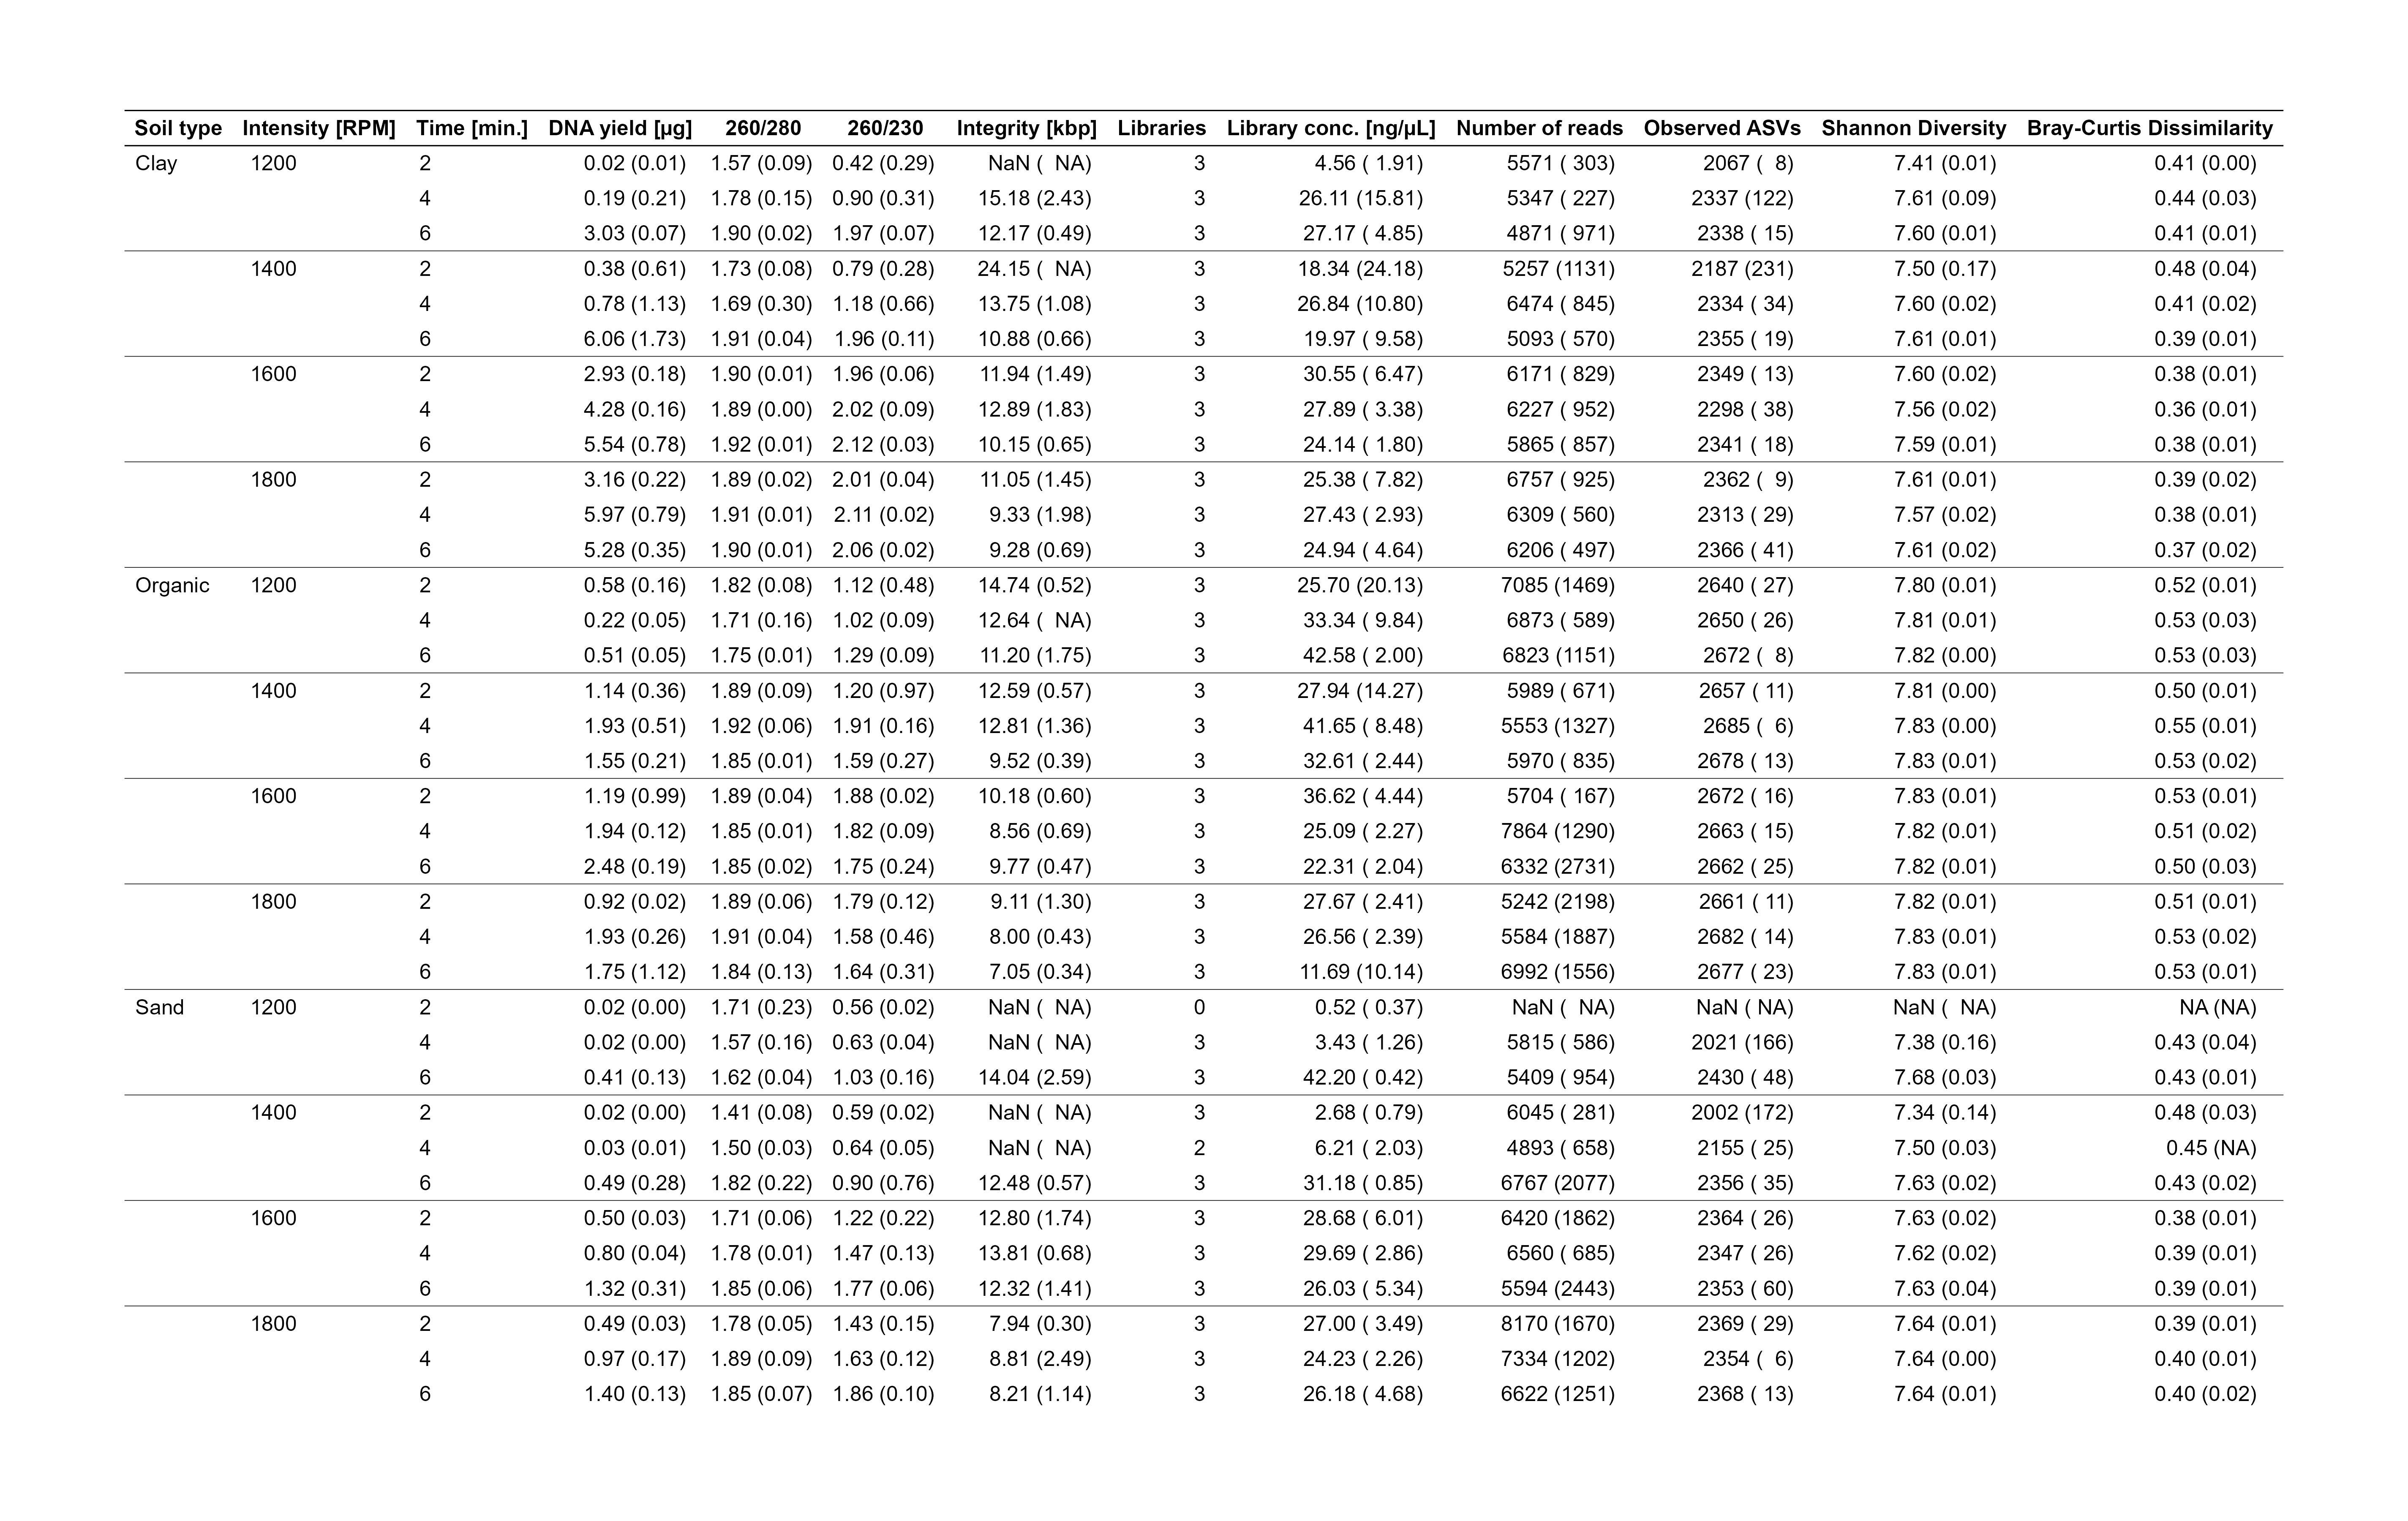 Soil type Intensity [RPM] Time [min.] DNA yield [µg] 260/280 260/230 Integrity [kbp] Libraries Library conc. [ng/µL] Number of reads Observed ASVs Shannon Diversity Bray-Curtis Dissimilarity
Clay 1200 2 0.02 (0.01) 1.57 (0.09) 0.42 (0.29) NaN ( NA) 3 4.56 ( 1.91) 5571 ( 303) 2067 ( 8) 7.41 (0.01) 0.41 (0.00)
4 0.19 (0.21) 1.78 (0.15) 0.90 (0.31) 15.18 (2.43) 3 26.11 (15.81) 5347 ( 227) 2337 (122) 7.61 (0.09) 0.44 (0.03)
6 3.03 (0.07) 1.90 (0.02) 1.97 (0.07) 12.17 (0.49) 3 27.17 ( 4.85) 4871 ( 971) 2338 ( 15) 7.60 (0.01) 0.41 (0.01)
1400 2 0.38 (0.61) 1.73 (0.08) 0.79 (0.28) 24.15 ( NA) 3 18.34 (24.18) 5257 (1131) 2187 (231) 7.50 (0.17) 0.48 (0.04)
4 0.78 (1.13) 1.69 (0.30) 1.18 (0.66) 13.75 (1.08) 3 26.84 (10.80) 6474 ( 845) 2334 ( 34) 7.60 (0.02) 0.41 (0.02)
6 6.06 (1.73) 1.91 (0.04) 1.96 (0.11) 10.88 (0.66) 3 19.97 ( 9.58) 5093 ( 570) 2355 ( 19) 7.61 (0.01) 0.39 (0.01)
1600 2 2.93 (0.18) 1.90 (0.01) 1.96 (0.06) 11.94 (1.49) 3 30.55 ( 6.47) 6171 ( 829) 2349 ( 13) 7.60 (0.02) 0.38 (0.01)
4 4.28 (0.16) 1.89 (0.00) 2.02 (0.09) 12.89 (1.83) 3 27.89 ( 3.38) 6227 ( 952) 2298 ( 38) 7.56 (0.02) 0.36 (0.01)
6 5.54 (0.78) 1.92 (0.01) 2.12 (0.03) 10.15 (0.65) 3 24.14 ( 1.80) 5865 ( 857) 2341 ( 18) 7.59 (0.01) 0.38 (0.01)
1800 2 3.16 (0.22) 1.89 (0.02) 2.01 (0.04) 11.05 (1.45) 3 25.38 ( 7.82) 6757 ( 925) 2362 ( 9) 7.61 (0.01) 0.39 (0.02)
4 5.97 (0.79) 1.91 (0.01) 2.11 (0.02) 9.33 (1.98) 3 27.43 ( 2.93) 6309 ( 560) 2313 ( 29) 7.57 (0.02) 0.38 (0.01)
6 5.28 (0.35) 1.90 (0.01) 2.06 (0.02) 9.28 (0.69) 3 24.94 ( 4.64) 6206 ( 497) 2366 ( 41) 7.61 (0.02) 0.37 (0.02)
Organic 1200 2 0.58 (0.16) 1.82 (0.08) 1.12 (0.48) 14.74 (0.52) 3 25.70 (20.13) 7085 (1469) 2640 ( 27) 7.80 (0.01) 0.52 (0.01)
4 0.22 (0.05) 1.71 (0.16) 1.02 (0.09) 12.64 ( NA) 3 33.34 ( 9.84) 6873 ( 589) 2650 ( 26) 7.81 (0.01) 0.53 (0.03)
6 0.51 (0.05) 1.75 (0.01) 1.29 (0.09) 11.20 (1.75) 3 42.58 ( 2.00) 6823 (1151) 2672 ( 8) 7.82 (0.00) 0.53 (0.03)
1400 2 1.14 (0.36) 1.89 (0.09) 1.20 (0.97) 12.59 (0.57) 3 27.94 (14.27) 5989 ( 671) 2657 ( 11) 7.81 (0.00) 0.50 (0.01)
4 1.93 (0.51) 1.92 (0.06) 1.91 (0.16) 12.81 (1.36) 3 41.65 ( 8.48) 5553 (1327) 2685 ( 6) 7.83 (0.00) 0.55 (0.01)
6 1.55 (0.21) 1.85 (0.01) 1.59 (0.27) 9.52 (0.39) 3 32.61 ( 2.44) 5970 ( 835) 2678 ( 13) 7.83 (0.01) 0.53 (0.02)
1600 2 1.19 (0.99) 1.89 (0.04) 1.88 (0.02) 10.18 (0.60) 3 36.62 ( 4.44) 5704 ( 167) 2672 ( 16) 7.83 (0.01) 0.53 (0.01)
4 1.94 (0.12) 1.85 (0.01) 1.82 (0.09) 8.56 (0.69) 3 25.09 ( 2.27) 7864 (1290) 2663 ( 15) 7.82 (0.01) 0.51 (0.02)
6 2.48 (0.19) 1.85 (0.02) 1.75 (0.24) 9.77 (0.47) 3 22.31 ( 2.04) 6332 (2731) 2662 ( 25) 7.82 (0.01) 0.50 (0.03)
1800 2 0.92 (0.02) 1.89 (0.06) 1.79 (0.12) 9.11 (1.30) 3 27.67 ( 2.41) 5242 (2198) 2661 ( 11) 7.82 (0.01) 0.51 (0.01)
4 1.93 (0.26) 1.91 (0.04) 1.58 (0.46) 8.00 (0.43) 3 26.56 ( 2.39) 5584 (1887) 2682 ( 14) 7.83 (0.01) 0.53 (0.02)
6 1.75 (1.12) 1.84 (0.13) 1.64 (0.31) 7.05 (0.34) 3 11.69 (10.14) 6992 (1556) 2677 ( 23) 7.83 (0.01) 0.53 (0.01)
Sand 1200 2 0.02 (0.00) 1.71 (0.23) 0.56 (0.02) NaN ( NA) 0 0.52 ( 0.37) NaN ( NA) NaN ( NA) NaN ( NA) NA (NA)
4 0.02 (0.00) 1.57 (0.16) 0.63 (0.04) NaN ( NA) 3 3.43 ( 1.26) 5815 ( 586) 2021 (166) 7.38 (0.16) 0.43 (0.04)
6 0.41 (0.13) 1.62 (0.04) 1.03 (0.16) 14.04 (2.59) 3 42.20 ( 0.42) 5409 ( 954) 2430 ( 48) 7.68 (0.03) 0.43 (0.01)
1400 2 0.02 (0.00) 1.41 (0.08) 0.59 (0.02) NaN ( NA) 3 2.68 ( 0.79) 6045 ( 281) 2002 (172) 7.34 (0.14) 0.48 (0.03)
4 0.03 (0.01) 1.50 (0.03) 0.64 (0.05) NaN ( NA) 2 6.21 ( 2.03) 4893 ( 658) 2155 ( 25) 7.50 (0.03) 0.45 (NA)
6 0.49 (0.28) 1.82 (0.22) 0.90 (0.76) 12.48 (0.57) 3 31.18 ( 0.85) 6767 (2077) 2356 ( 35) 7.63 (0.02) 0.43 (0.02)
1600 2 0.50 (0.03) 1.71 (0.06) 1.22 (0.22) 12.80 (1.74) 3 28.68 ( 6.01) 6420 (1862) 2364 ( 26) 7.63 (0.02) 0.38 (0.01)
4 0.80 (0.04) 1.78 (0.01) 1.47 (0.13) 13.81 (0.68) 3 29.69 ( 2.86) 6560 ( 685) 2347 ( 26) 7.62 (0.02) 0.39 (0.01)
6 1.32 (0.31) 1.85 (0.06) 1.77 (0.06) 12.32 (1.41) 3 26.03 ( 5.34) 5594 (2443) 2353 ( 60) 7.63 (0.04) 0.39 (0.01)
1800 2 0.49 (0.03) 1.78 (0.05) 1.43 (0.15) 7.94 (0.30) 3 27.00 ( 3.49) 8170 (1670) 2369 ( 29) 7.64 (0.01) 0.39 (0.01)
4 0.97 (0.17) 1.89 (0.09) 1.63 (0.12) 8.81 (2.49) 3 24.23 ( 2.26) 7334 (1202) 2354 ( 6) 7.64 (0.00) 0.40 (0.01)
6 1.40 (0.13) 1.85 (0.07) 1.86 (0.10) 8.21 (1.14) 3 26.18 ( 4.68) 6622 (1251) 2368 ( 13) 7.64 (0.01) 0.40 (0.02)